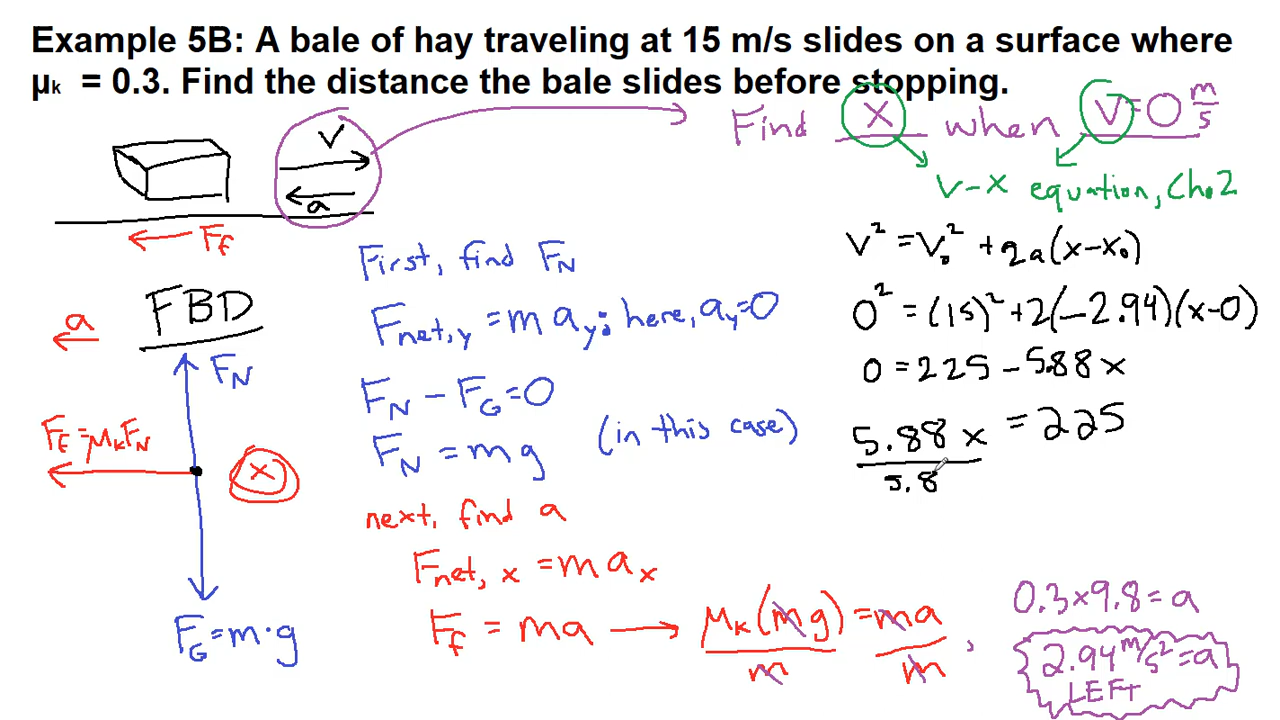 Example 5B: A bale of hay traveling at 15 m/s slides on a surface where
μk = 0.3. Find the distance the bale slides before stopping.
Find x when v=0 m/s
v-x equation, Ch.2
v
a
Ff
FBD
a
FN
Ff=μkFN
x
FG=m·g
First, find FN
Fnet,y = m ay; here, ay=0
FN - FG=0
FN = mg (in this case)
next, find a
Fnet, x = m ax
Ff = ma → μk(mg)/m = ma/m,
0.3×9.8=a
2.94 m/s²=a
LEFT
v² = v₀² + 2a(x-x₀)
0² = (15)² + 2(-2.94)(x-0)
0 = 225 - 5.88 x
5.88 x = 225
5.8